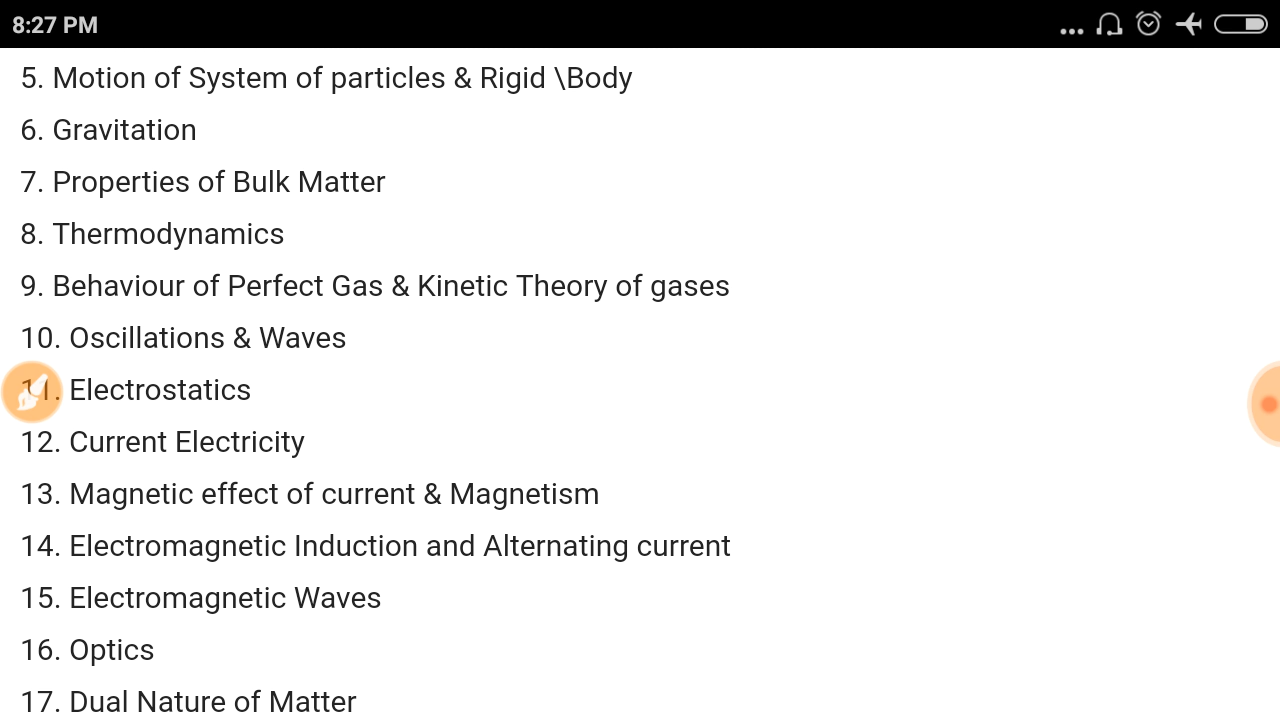 8:27 PM
5. Motion of System of particles & Rigid \Body
6. Gravitation
7. Properties of Bulk Matter
8. Thermodynamics
9. Behaviour of Perfect Gas & Kinetic Theory of gases
10. Oscillations & Waves
11. Electrostatics
12. Current Electricity
13. Magnetic effect of current & Magnetism
14. Electromagnetic Induction and Alternating current
15. Electromagnetic Waves
16. Optics
17. Dual Nature of Matter